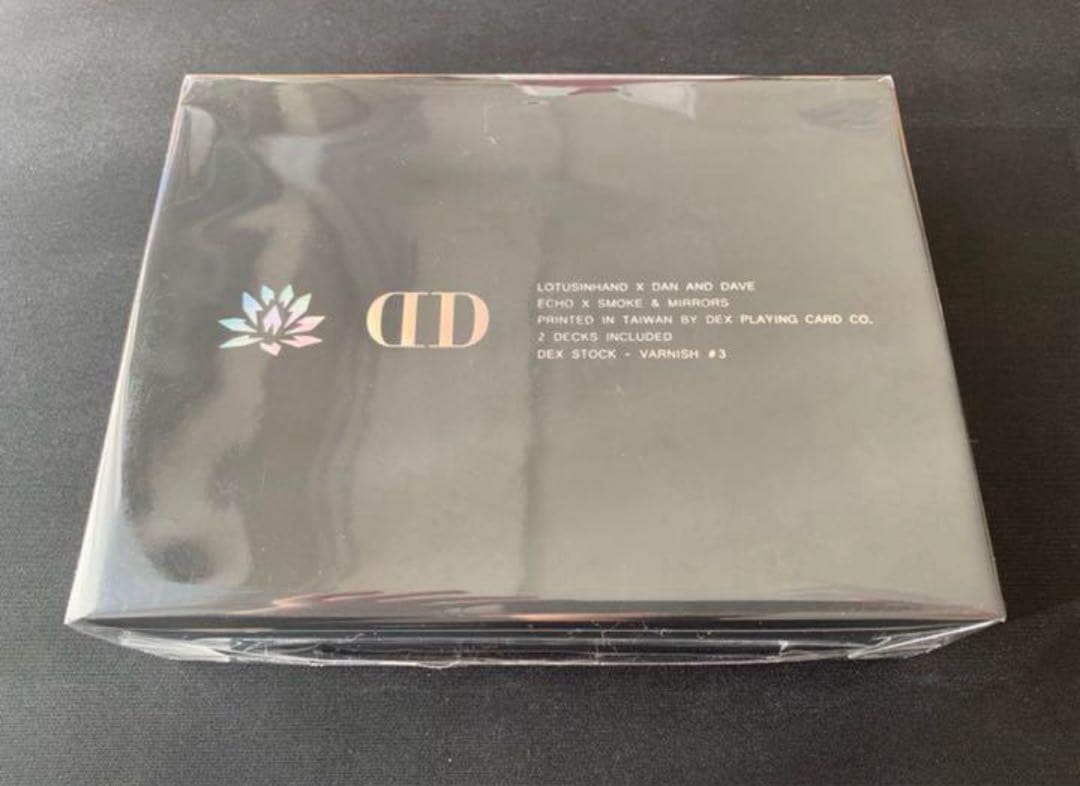 DD
LOTUSINHAND X DAN AND DAVE
ECHO X SMOKE & MIRRORS
PRINTED IN TAIWAN BY DEX PLAYING CARD CO.
2 DECKS INCLUDED
DEX STOCK - VARNISH #3